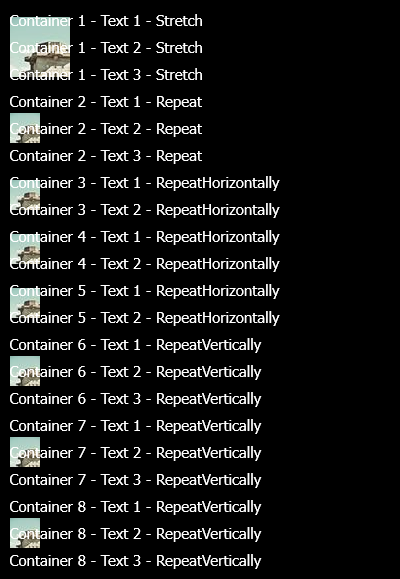 Container 1 - Text 1 - Stretch
Container 1 - Text 2 - Stretch
Container 1 - Text 3 - Stretch
Container 2 - Text 1 - Repeat
Container 2 - Text 2 - Repeat
Container 2 - Text 3 - Repeat
Container 3 - Text 1 - RepeatHorizontally
Container 3 - Text 2 - RepeatHorizontally
Container 4 - Text 1 - RepeatHorizontally
Container 4 - Text 2 - RepeatHorizontally
Container 5 - Text 1 - RepeatHorizontally
Container 5 - Text 2 - RepeatHorizontally
Container 6 - Text 1 - RepeatVertically
Container 6 - Text 2 - RepeatVertically
Container 6 - Text 3 - RepeatVertically
Container 7 - Text 1 - RepeatVertically
Container 7 - Text 2 - RepeatVertically
Container 7 - Text 3 - RepeatVertically
Container 8 - Text 1 - RepeatVertically
Container 8 - Text 2 - RepeatVertically
Container 8 - Text 3 - RepeatVertically